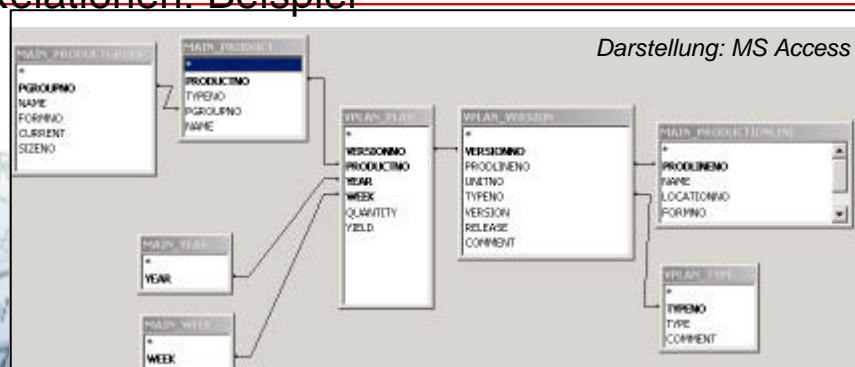 Relationen: Beispiel
Darstellung: MS Access
MAIN_PRODUCTGROUP
*
PGROUPNO
NAME
FORMNO
CURRENT
SIZENO
MAIN_PRODUCT
*
PRODUCTNO
TYPENO
PGROUPNO
NAME
VPLAN_PLAN
*
VERSIONNO
PRODUCTNO
YEAR
WEEK
QUANTITY
YIELD
VPLAN_VERSION
*
VERSIONNO
PRODLINENO
UNITNO
TYPENO
VERSION
RELEASE
COMMENT
MAIN_PRODUCTIONLINE
*
PRODLINENO
NAME
LOCATIONNO
FORMNO
MAIN_YEAR
*
YEAR
MAIN_WEEK
*
WEEK
VPLAN_TYPE
*
TYPENO
TYPE
COMMENT